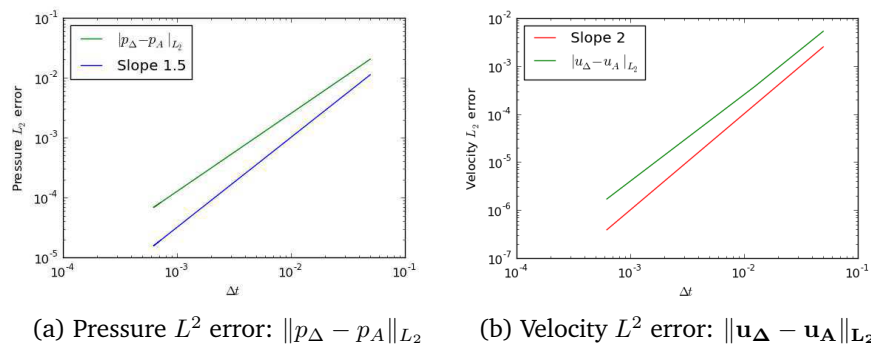 |p_Δ−p_A|_{L_2}
Slope 1.5
Pressure L_2 error
10^{-1}
10^{-2}
10^{-3}
10^{-4}
10^{-5}
10^{-4}
10^{-3}
10^{-2}
10^{-1}
Δt
(a) Pressure L^2 error: ∥p_Δ − p_A∥_{L_2}
Slope 2
|u_Δ−u_A|_{L_2}
Velocity L_2 error
10^{-2}
10^{-3}
10^{-4}
10^{-5}
10^{-6}
10^{-7}
10^{-4}
10^{-3}
10^{-2}
10^{-1}
Δt
(b) Velocity L^2 error: ∥u_Δ − u_A∥_{L_2}